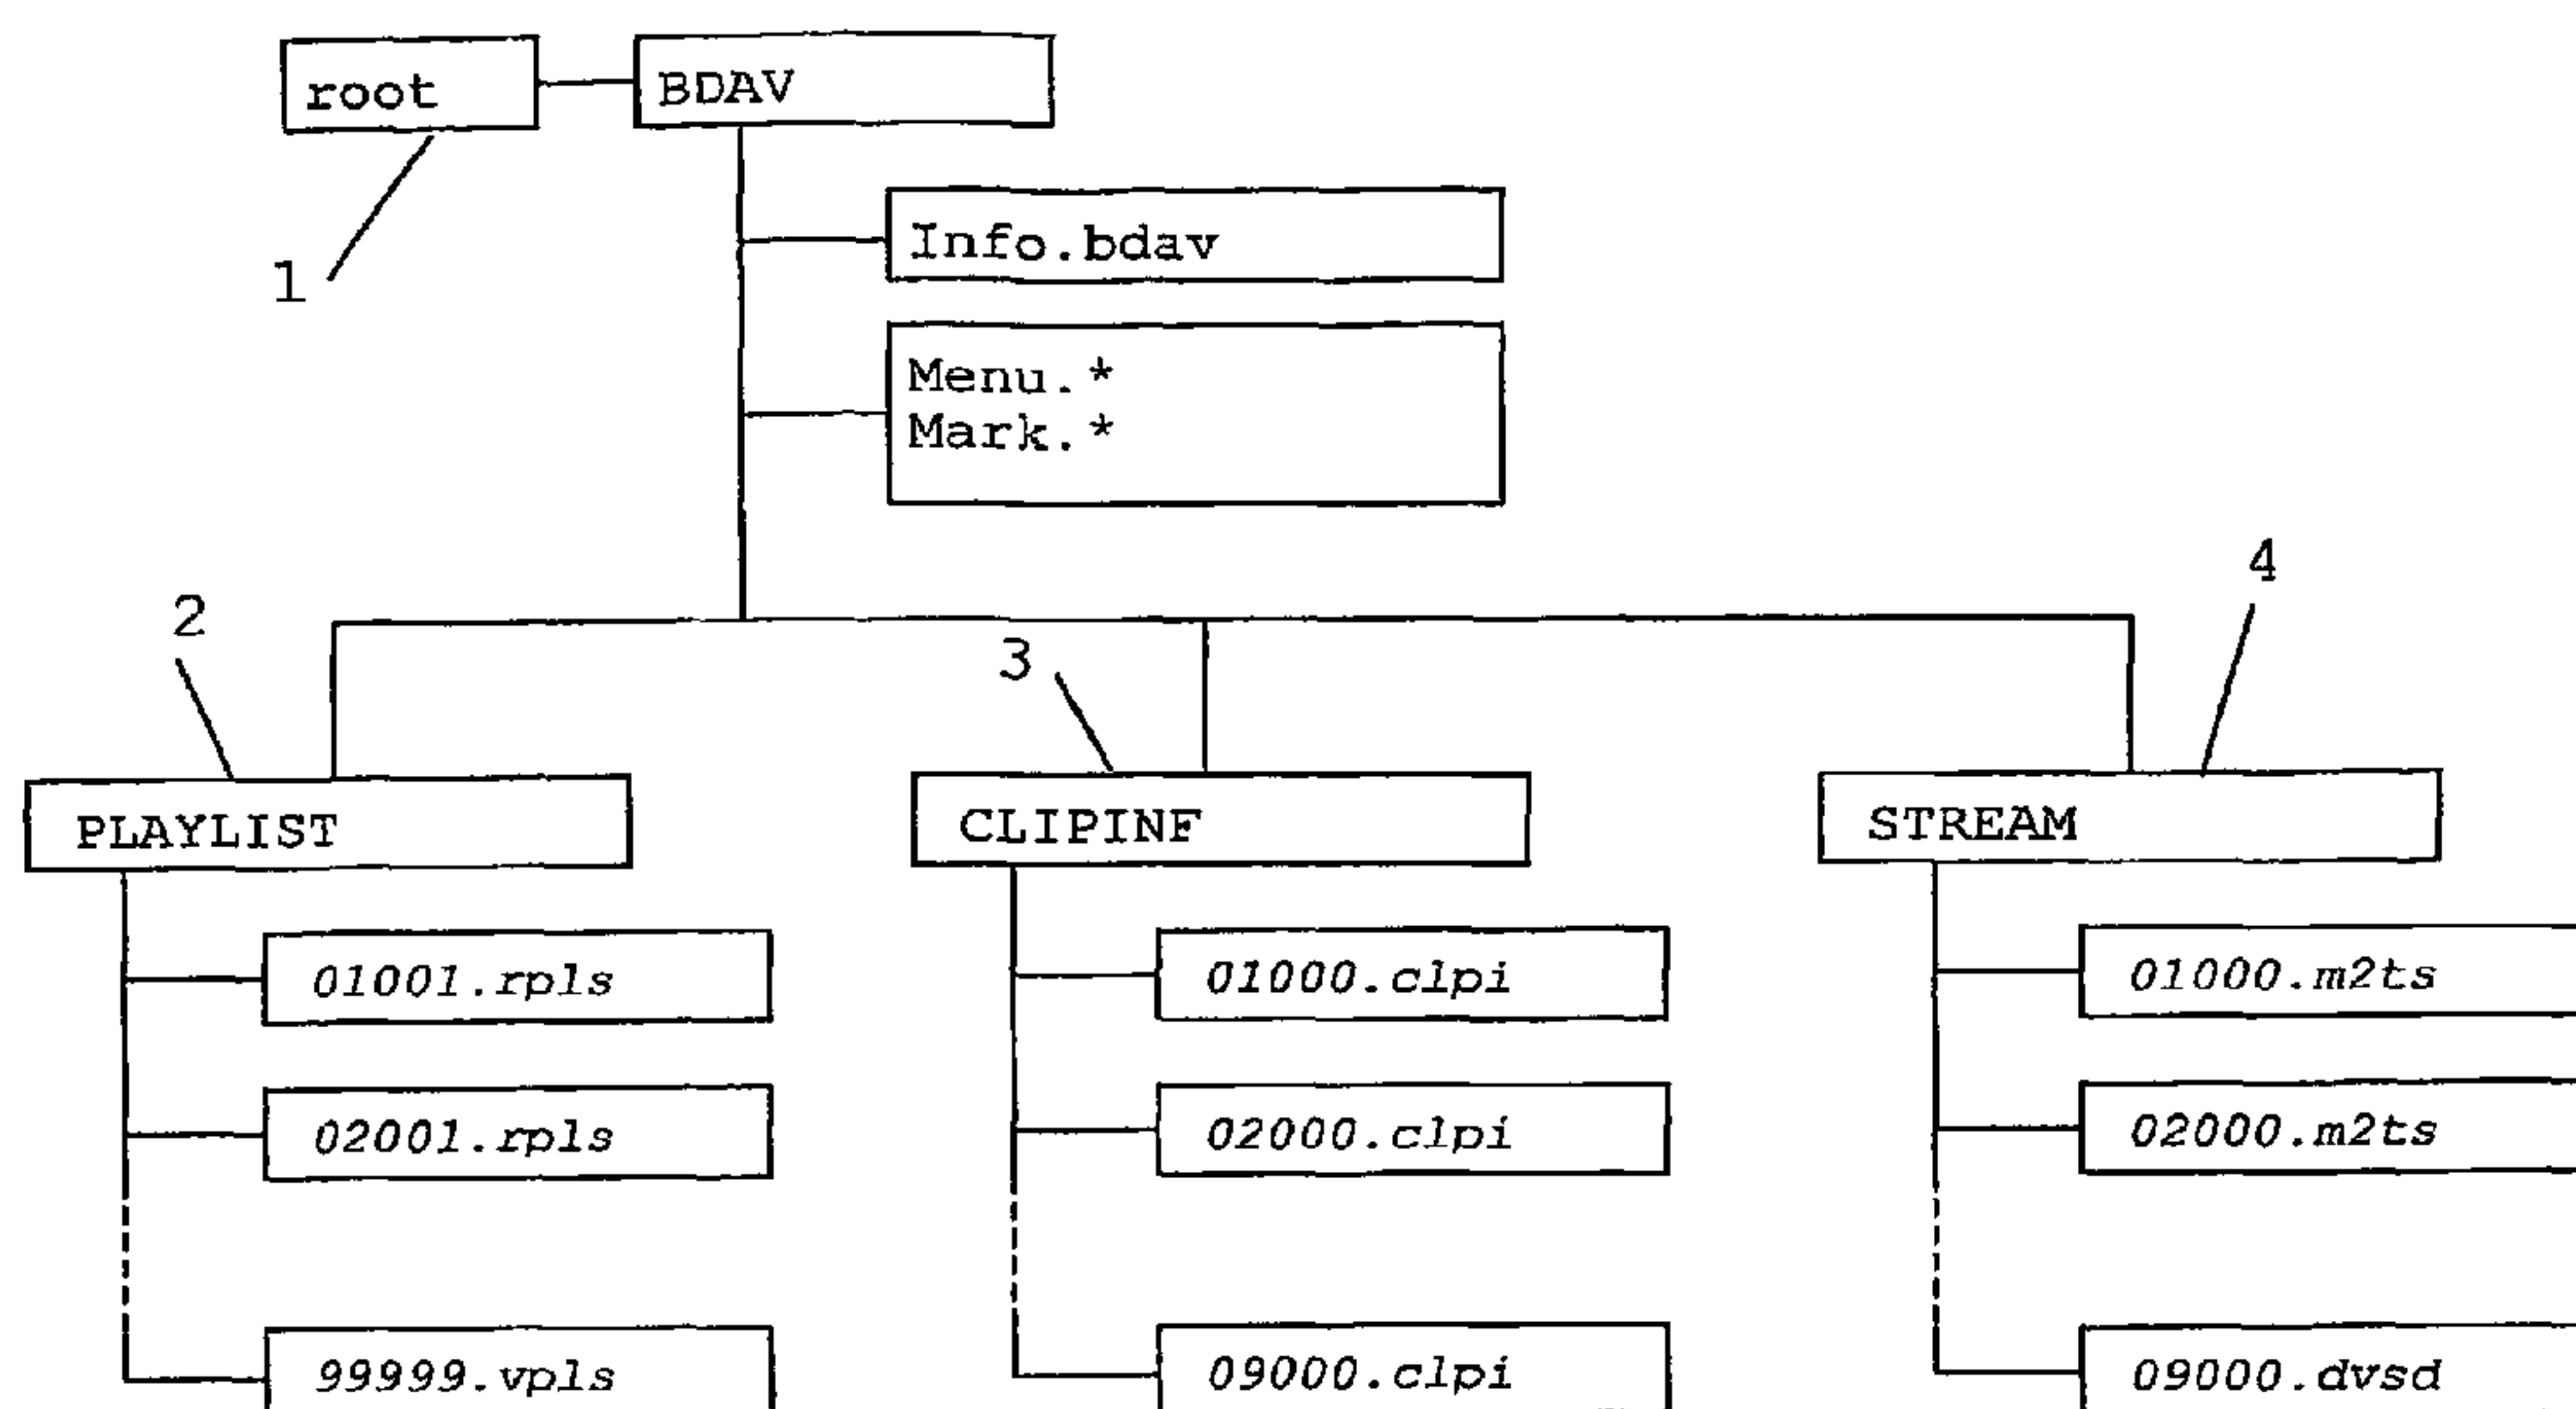 root
BDAV
1
Info.bdav
Menu.*
Mark.*
2
3
4
PLAYLIST
CLIPINF
STREAM
01001.rpls
01000.clpi
01000.m2ts
02001.rpls
02000.clpi
02000.m2ts
99999.vpls
09000.clpi
09000.dvsd